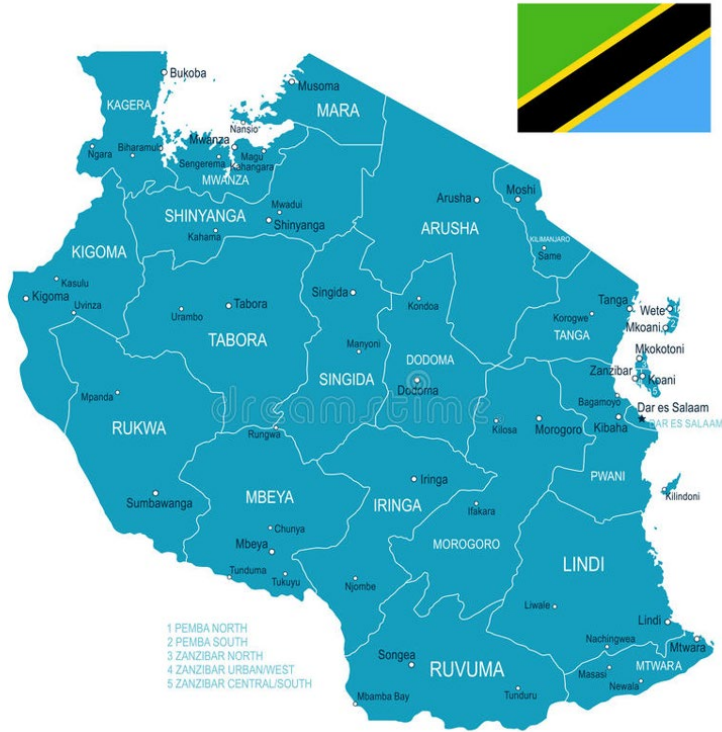 Bukoba
KAGERA
Musoma
MARA
Nansio
Mwanza
Ngara
Biharamul
Sengerema
Magu
Kahangara
MWANZA
Arusha
Moshi
SHINYANGA
Mwadui
Shinyanga
Kahama
ARUSHA
KILIMANJARO
Same
KIGOMA
Kasulu
Kigoma
Uvinza
Singida
Tabora
Urambo
Kondoa
Tanga
Wete
Korogwe
Mkoani
TANGA
TABORA
Manyoni
DODOMA
Mkokotoni
Zanzibar
Koani
SINGIDA
Dodoma
Mpanda
Bagamoyo
Dar es Salaam
dreamstime.
RUKWA
Rungwa
Kilosa
Morogoro
Kibaha
DAR ES SALAAM
Iringa
PWANI
Kilindoni
Sumbawanga
MBEYA
IRINGA
Ifakara
Chunya
Mbeya
MOROGORO
Tunduma
Tukuyu
Njombe
LINDI
Liwale
Lindi
1 PEMBA NORTH
2 PEMBA SOUTH
3 ZANZIBAR NORTH
4 ZANZIBAR URBAN/WEST
5 ZANZIBAR CENTRAL/SOUTH
Nachingwea
Mtwara
Songea
RUVUMA
MTWARA
Masasi
Newala
Mbamba Bay
Tunduru